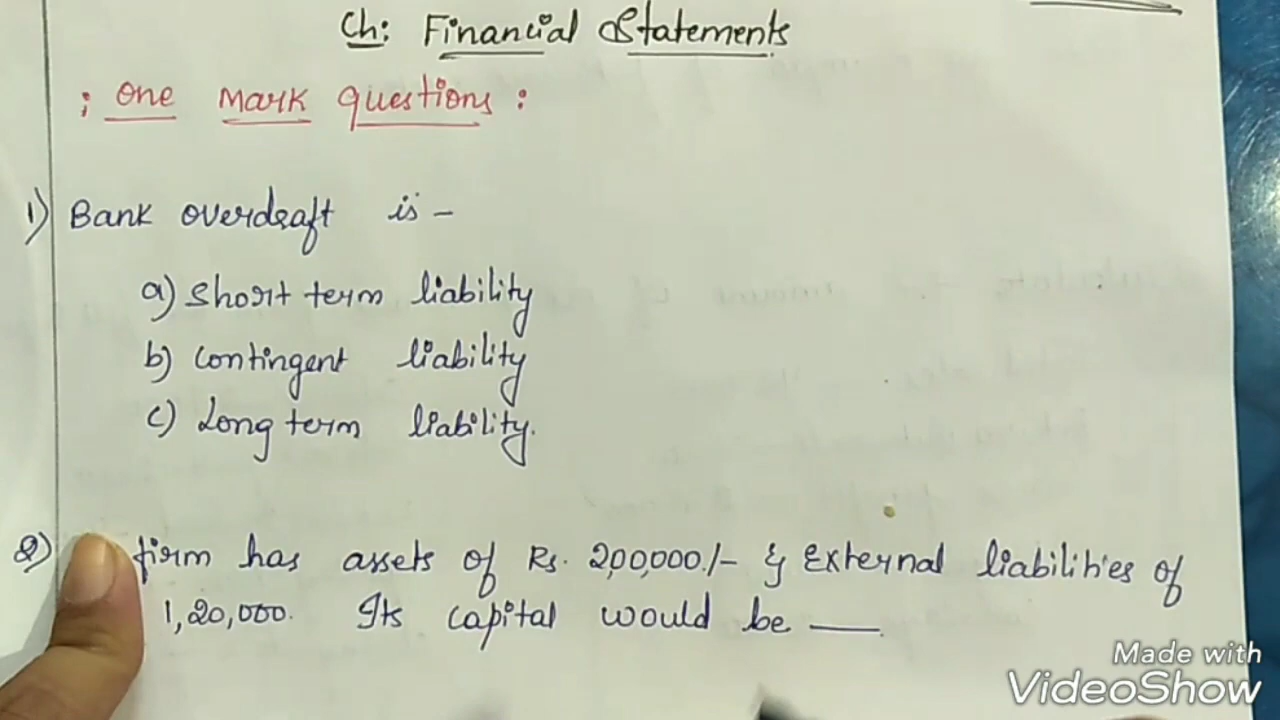 Ch: Financial Statements
; One Mark questions :
1) Bank overdraft is -
a) Short term liability
b) Contingent liability
c) Long term liability.
2) firm has assets of Rs. 2,00,000./- & External liabilities of
1,20,000. Its capital would be ___.
Made with
VideoShow